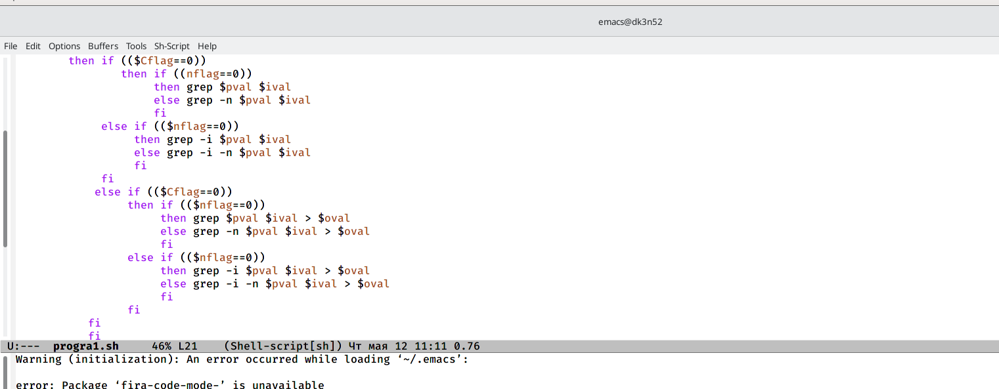 emacs@dk3n52
File Edit Options Buffers Tools Sh-Script Help
then if (($Cflag==0))
then if ((nflag==0))
then grep $pval $ival
else grep -n $pval $ival
fi
else if (($nflag==0))
then grep -i $pval $ival
else grep -i -n $pval $ival
fi
fi
else if (($Cflag==0))
then if (($nflag==0))
then grep $pval $ival > $oval
else grep -n $pval $ival > $oval
fi
else if (($nflag==0))
then grep -i $pval $ival > $oval
else grep -i -n $pval $ival > $oval
fi
fi
fi
fi
U:--- progra1.sh 46% L21 (Shell-script[sh]) Чт мая 12 11:11 0.76
Warning (initialization): An error occurred while loading ‘~/.emacs’:
error: Package ‘fira-code-mode-’ is unavailable